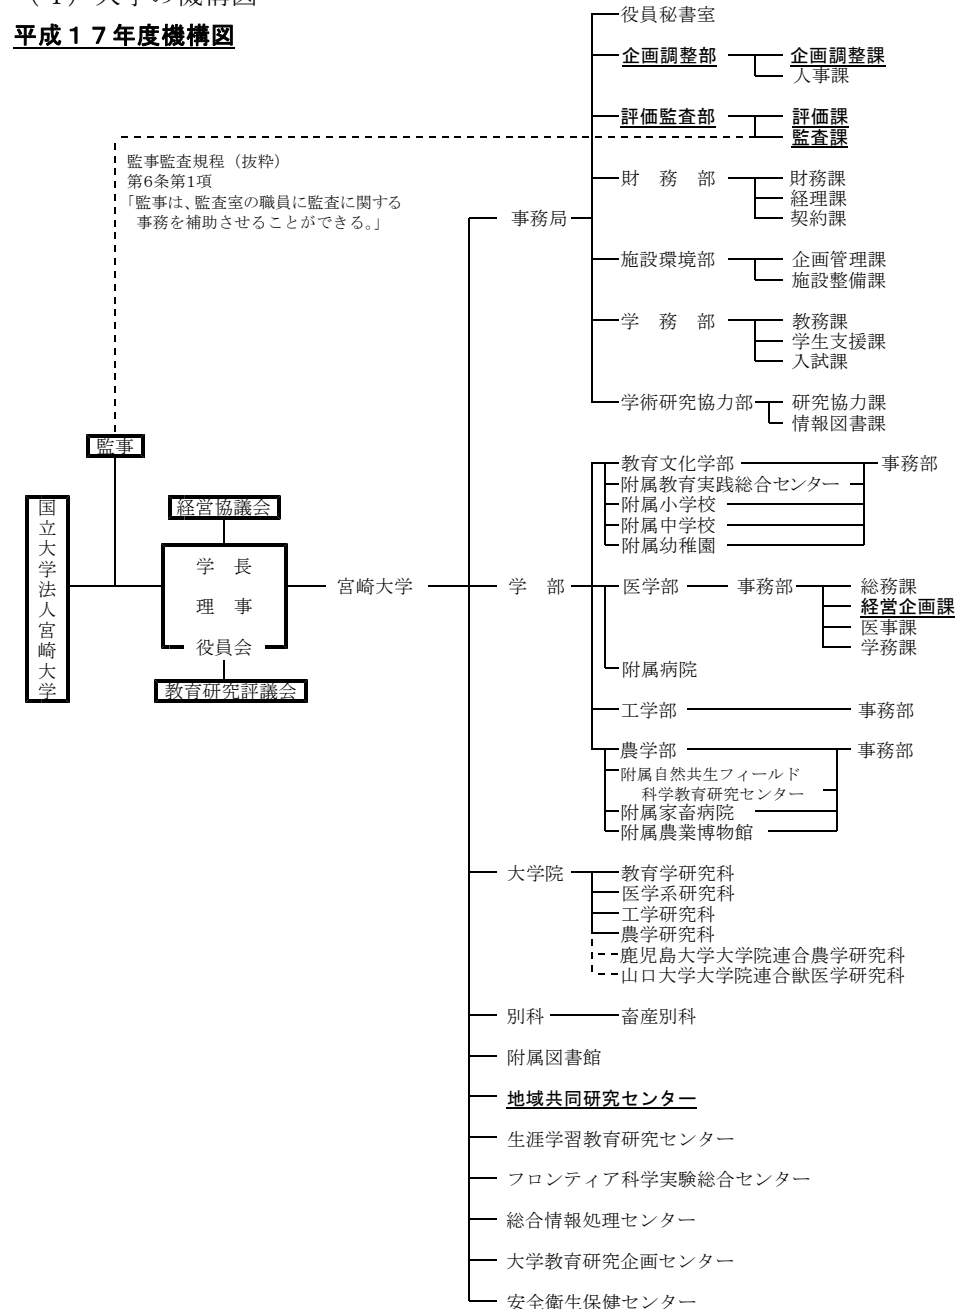 （4）大学の機構図
平成１７年度機構図
役員秘書室
企画調整部
企画調整課
人事課
評価監査部
評価課
監査課
監事監査規程（抜粋）
第6条第1項
「監事は、監査室の職員に監査に関する
事務を補助させることができる。」
事務局
財　務　部
財務課
経理課
契約課
施設環境部
企画管理課
施設整備課
学　務　部
教務課
学生支援課
入試課
学術研究協力部
研究協力課
情報図書課
監事
国立大学法人宮崎大学
経営協議会
学　長
理　事
役員会
教育研究評議会
宮崎大学
学　部
教育文化学部
事務部
附属教育実践総合センター
附属小学校
附属中学校
附属幼稚園
医学部
事務部
総務課
経営企画課
医事課
学務課
附属病院
工学部
事務部
農学部
事務部
附属自然共生フィールド
科学教育研究センター
附属家畜病院
附属農業博物館
大学院
教育学研究科
医学系研究科
工学研究科
農学研究科
鹿児島大学大学院連合農学研究科
山口大学大学院連合獣医学研究科
別科
畜産別科
附属図書館
地域共同研究センター
生涯学習教育研究センター
フロンティア科学実験総合センター
総合情報処理センター
大学教育研究企画センター
安全衛生保健センター